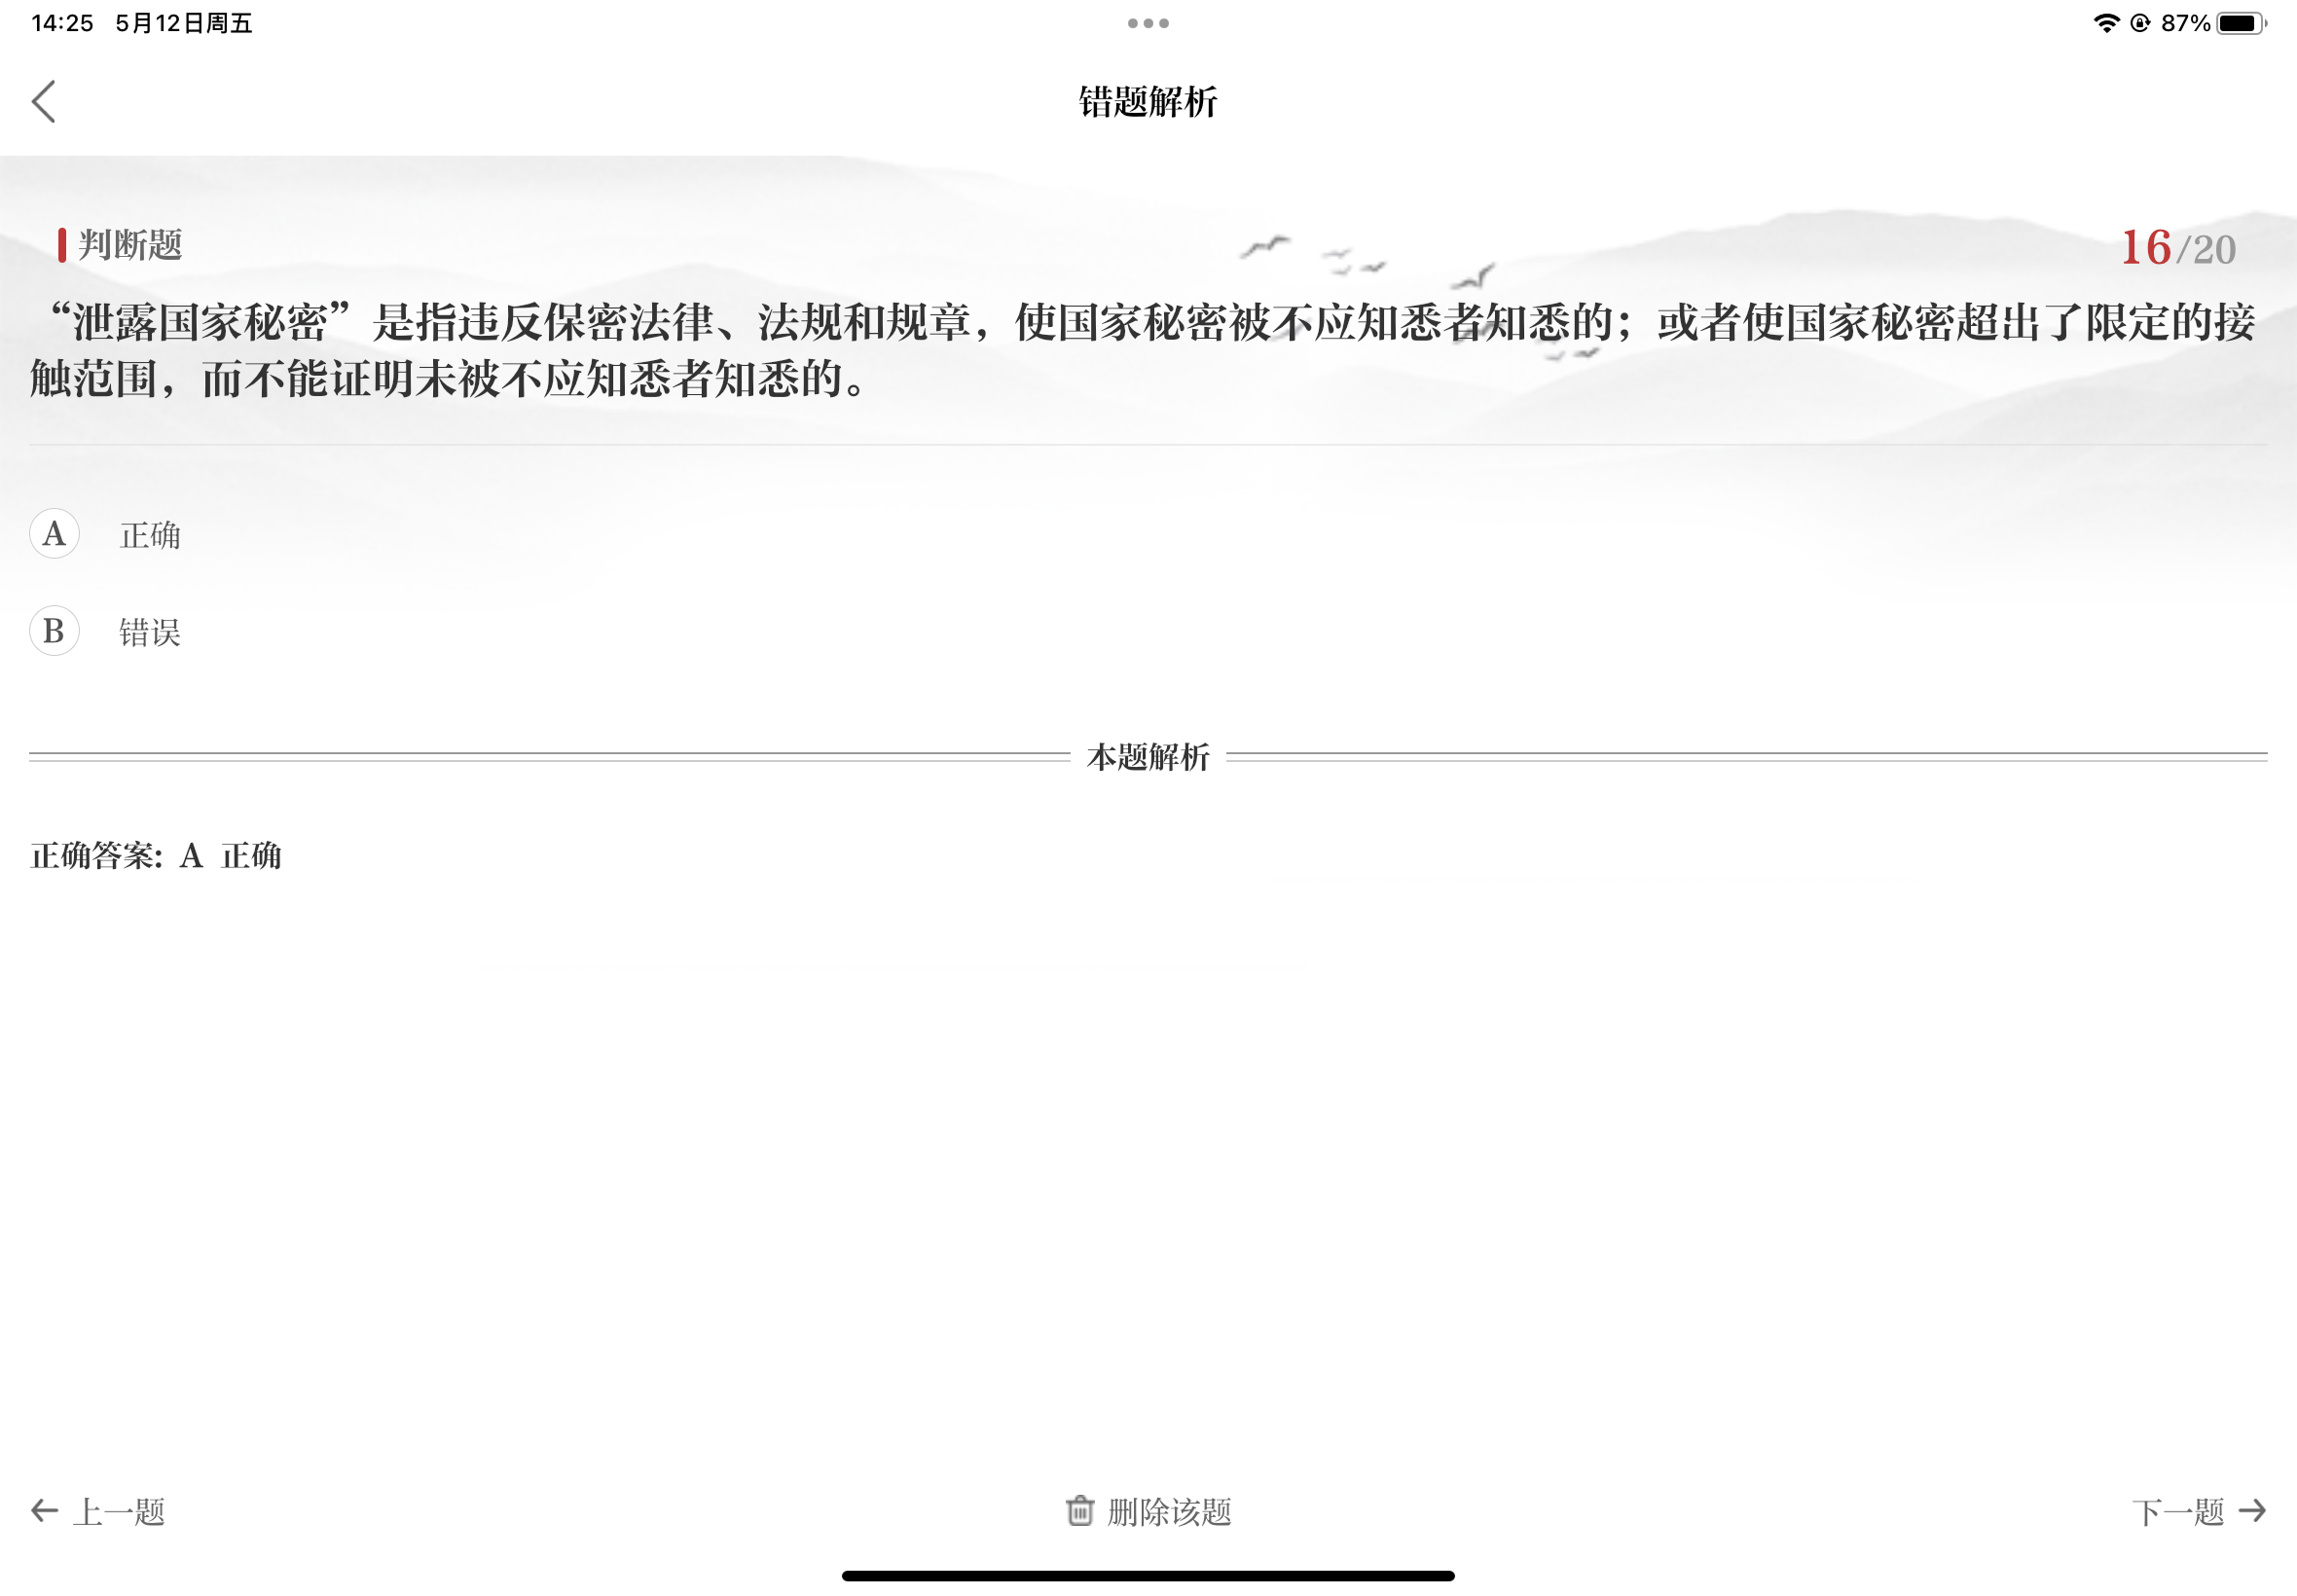 14:25 5月12日周五
87%
错题解析
判断题
16/20
“泄露国家秘密”是指违反保密法律、法规和规章，使国家秘密被不应知悉者知悉的；或者使国家秘密超出了限定的接
触范围，而不能证明未被不应知悉者知悉的。
A 正确
B 错误
本题解析
正确答案: A 正确
上一题
删除该题
下一题